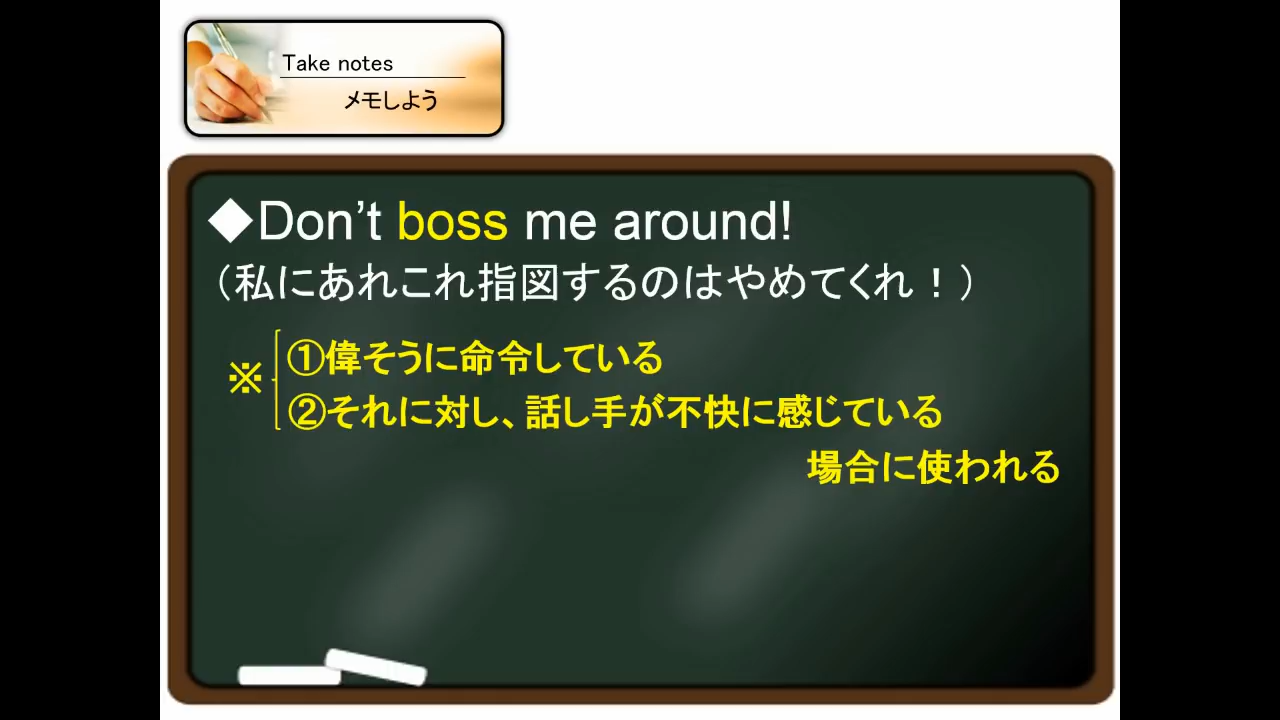 Take notes
メモしよう
◆Don’t boss me around!
（私にあれこれ指図するのはやめてくれ！）
※
①偉そうに命令している
②それに対し、話し手が不快に感じている
場合に使われる